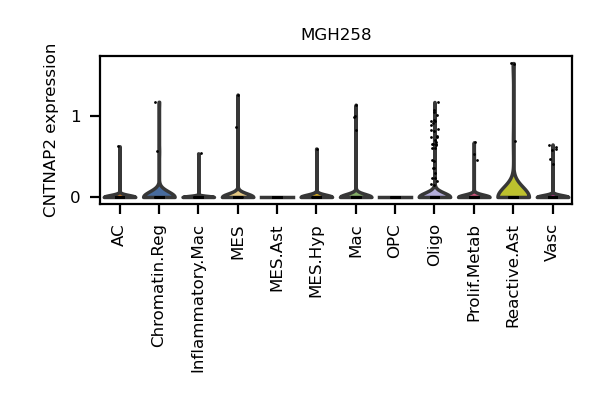 MGH258
CNTNAP2 expression
1
0
AC
Chromatin.Reg
Inflammatory.Mac
MES
MES.Ast
MES.Hyp
Mac
OPC
Oligo
Prolif.Metab
Reactive.Ast
Vasc